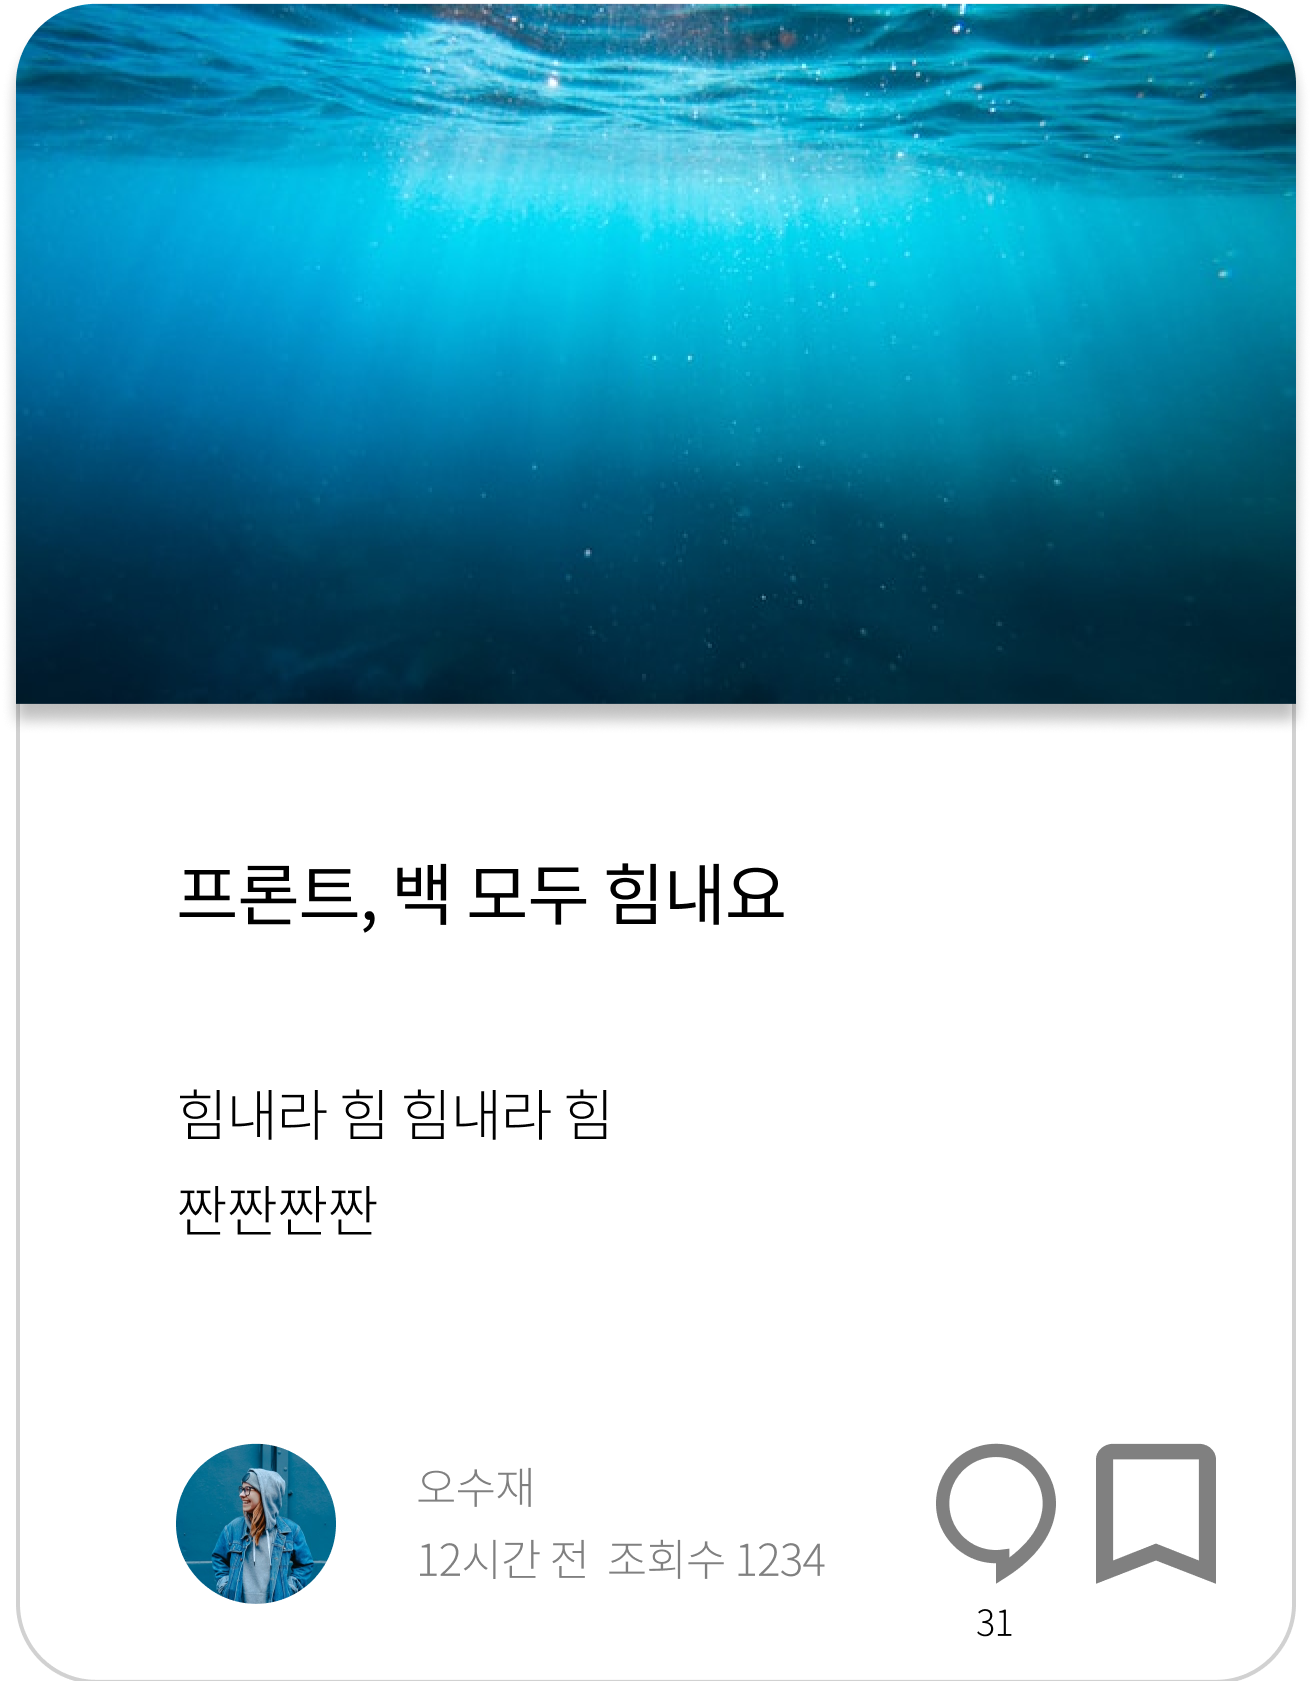 프론트, 백 모두 힘내요
힘내라 힘 힘내라 힘
짠짠짠짠
오수재
12시간 전 조회수 1234
31